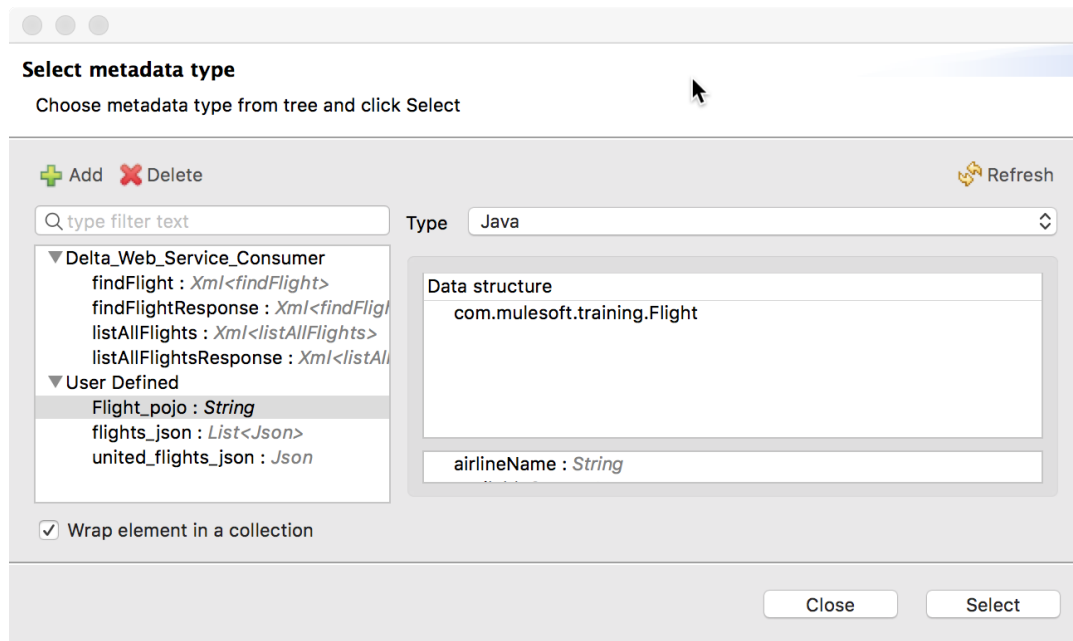 Select metadata type
Choose metadata type from tree and click Select
Add Delete Refresh
type filter text
Type Java
Delta_Web_Service_Consumer
findFlight : Xml<findFlight>
findFlightResponse : Xml<findFligh
listAllFlights : Xml<listAllFlights>
listAllFlightsResponse : Xml<listAll
User Defined
Flight_pojo : String
flights_json : List<Json>
united_flights_json : Json
Data structure
com.mulesoft.training.Flight
airlineName : String
Wrap element in a collection
Close Select